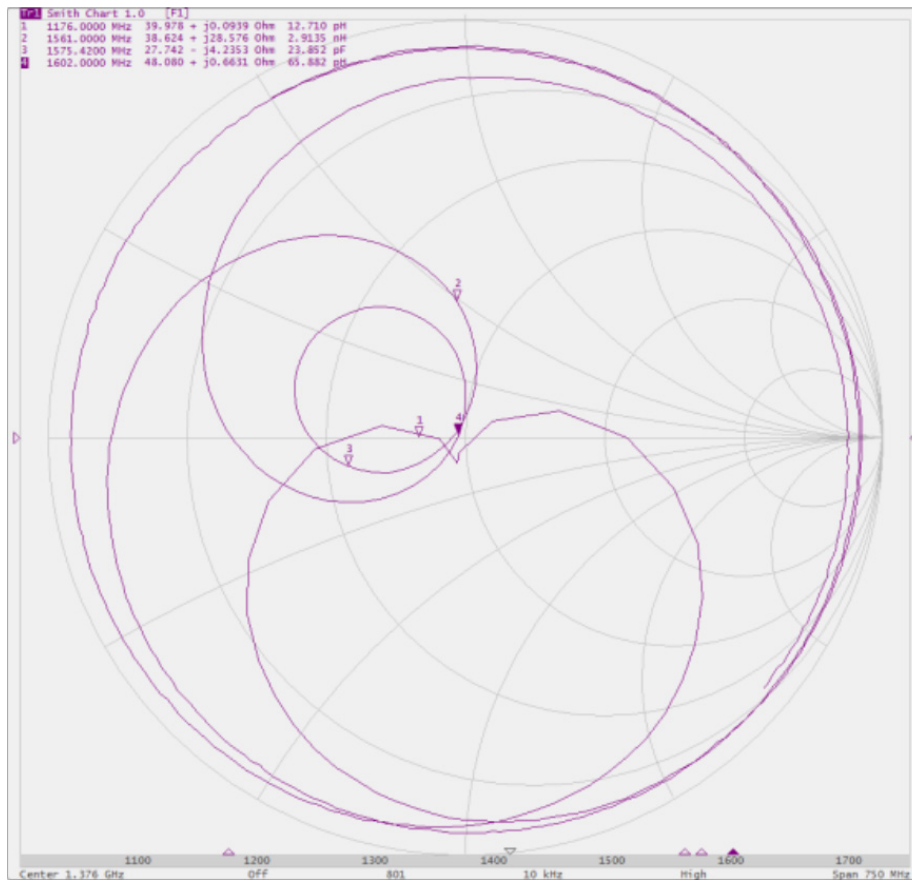 Tr1 Smith Chart 1.0 [F1]
1 1176.0000 MHz 39.978 + j0.0939 Ohm 12.710 pH
2 1561.0000 MHz 38.624 + j28.576 Ohm 2.9135 nH
3 1575.4200 MHz 27.742 - j4.2353 Ohm 23.852 pF
4 1602.0000 MHz 48.080 + j0.6631 Ohm 65.882 pH
2
1
4
3
1100 1200 1300 1400 1500 1600 1700
Center 1.376 GHz Off 801 10 kHz High Span 750 MHz